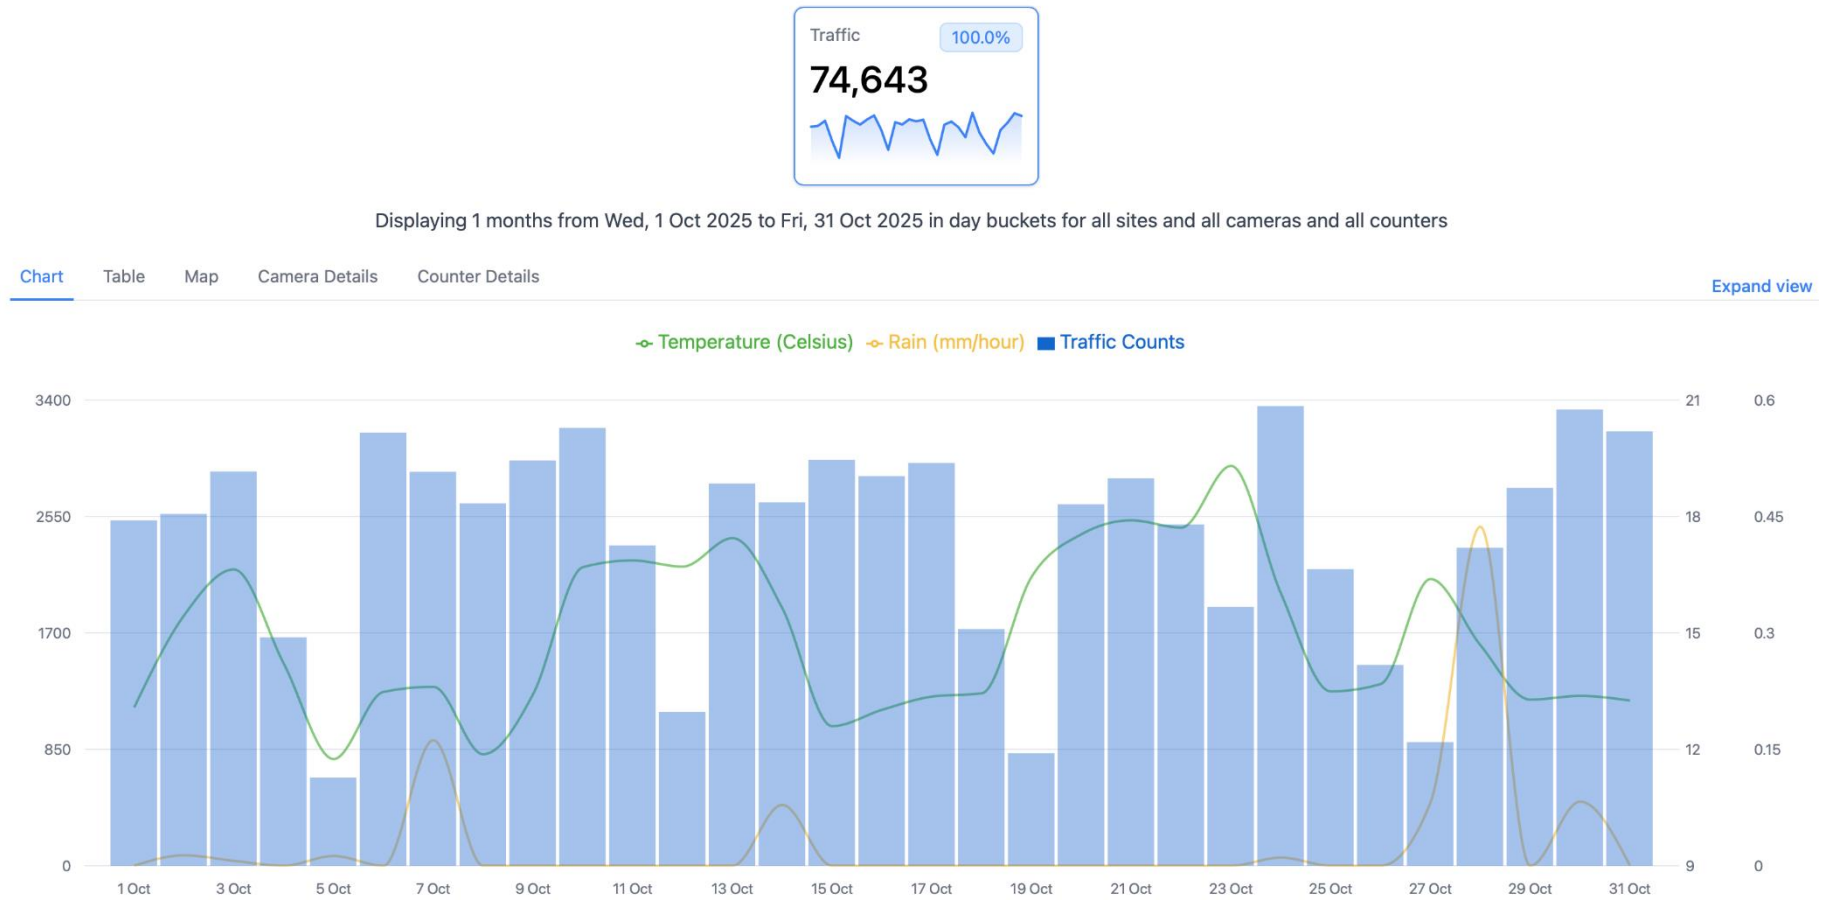 Traffic 100.0%
74,643
Displaying 1 months from Wed, 1 Oct 2025 to Fri, 31 Oct 2025 in day buckets for all sites and all cameras and all counters
Chart Table Map Camera Details Counter Details
Expand view
Temperature (Celsius) Rain (mm/hour) Traffic Counts
3400 21 0.6
2550 18 0.45
1700 15 0.3
850 12 0.15
0 9 0
1 Oct 3 Oct 5 Oct 7 Oct 9 Oct 11 Oct 13 Oct 15 Oct 17 Oct 19 Oct 21 Oct 23 Oct 25 Oct 27 Oct 29 Oct 31 Oct